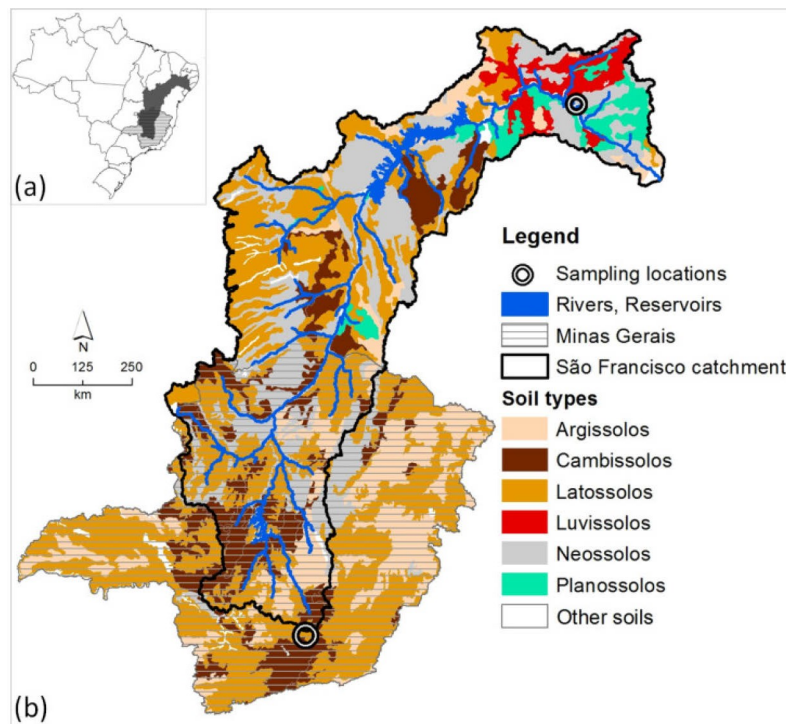 (a)
Legend
Sampling locations
Rivers, Reservoirs
Minas Gerais
São Francisco catchment
N
0 125 250
km
Soil types
Argissolos
Cambissolos
Latossolos
Luvissolos
Neossolos
Planossolos
Other soils
(b)